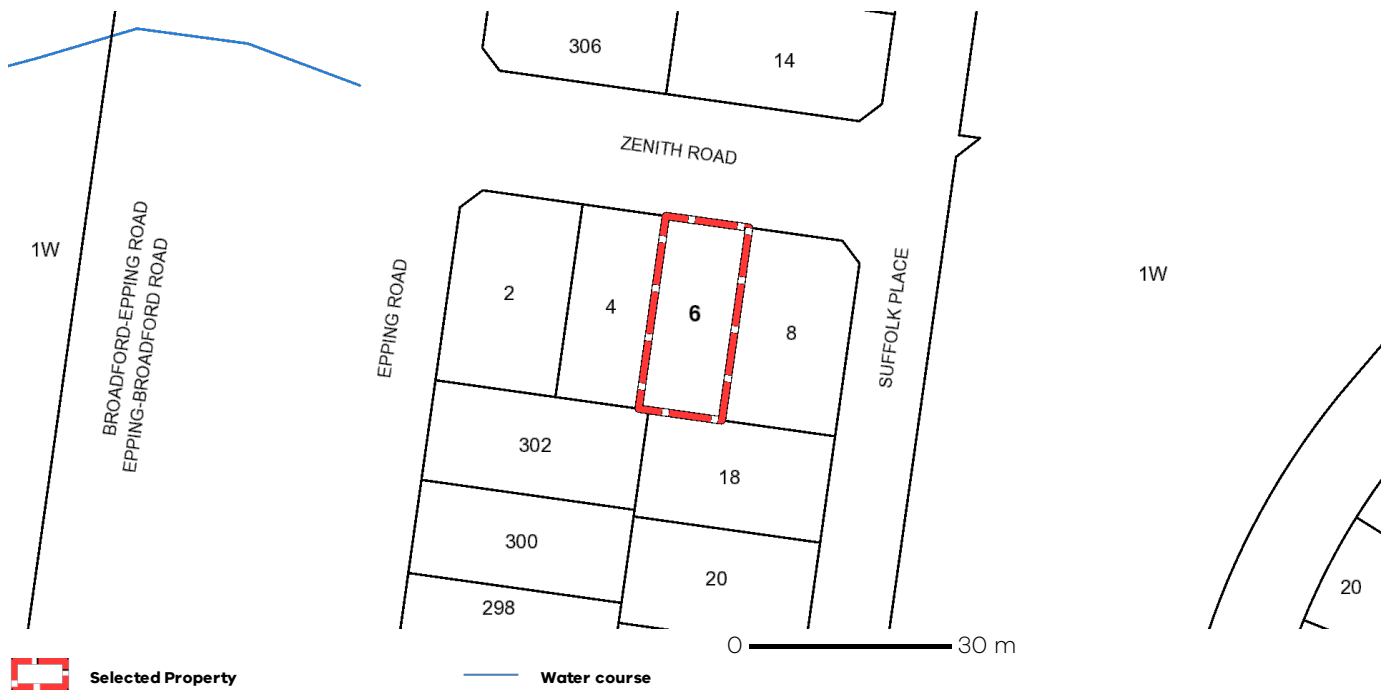 306
14
ZENITH ROAD
1W
BROADFORD-EPPING ROAD
EPPING-BRADFORD ROAD
EPPING ROAD
2
4
6
8
SUFFOLK PLACE
1W
302
18
300
20
298
20
0 30 m
Selected Property
Water course